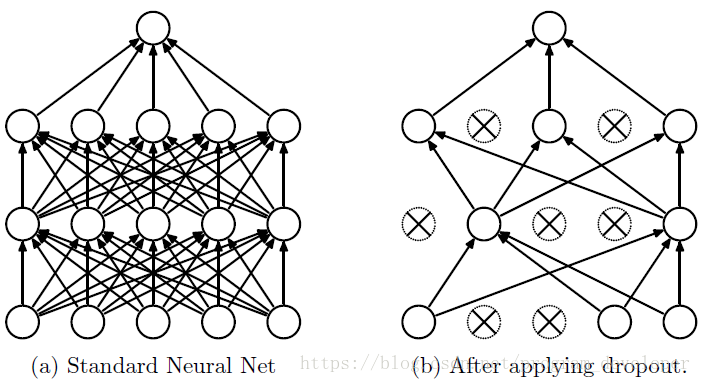 (a) Standard Neural Net
(b) After applying dropout.